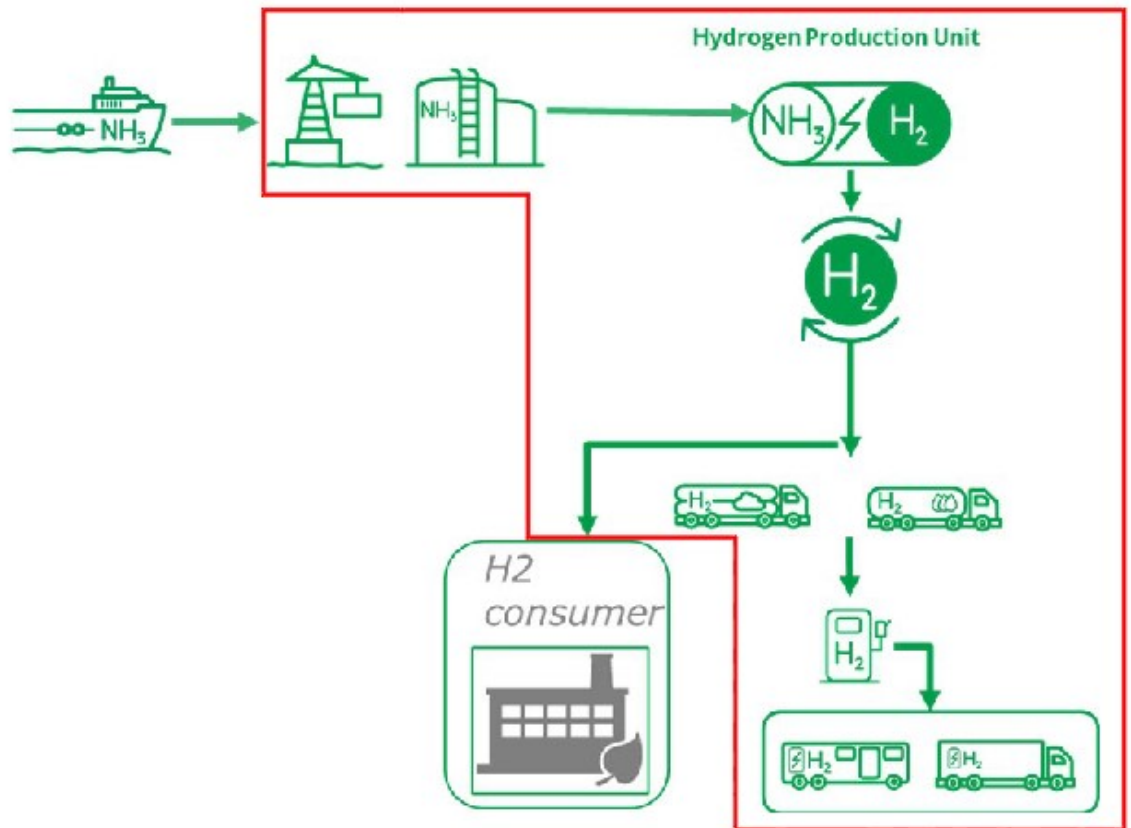 Hydrogen Production Unit
NH₃
NH₃
NH₃
H₂
H₂
H₂
H₂
H2
consumer
H₂
H₂
H₂